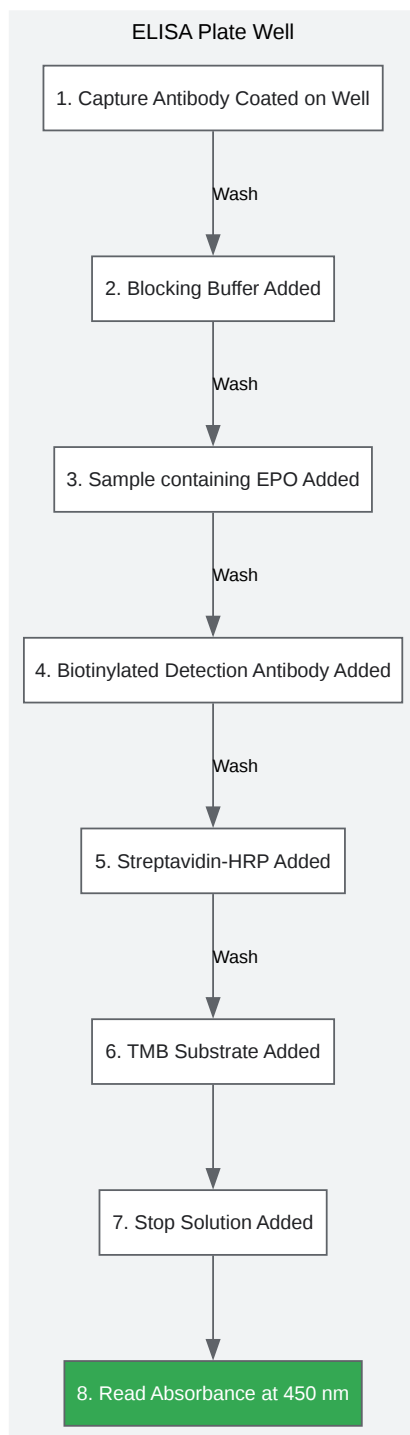 ELISA Plate Well
1. Capture Antibody Coated on Well
Wash
2. Blocking Buffer Added
Wash
3. Sample containing EPO Added
Wash
4. Biotinylated Detection Antibody Added
Wash
5. Streptavidin-HRP Added
Wash
6. TMB Substrate Added
7. Stop Solution Added
8. Read Absorbance at 450 nm